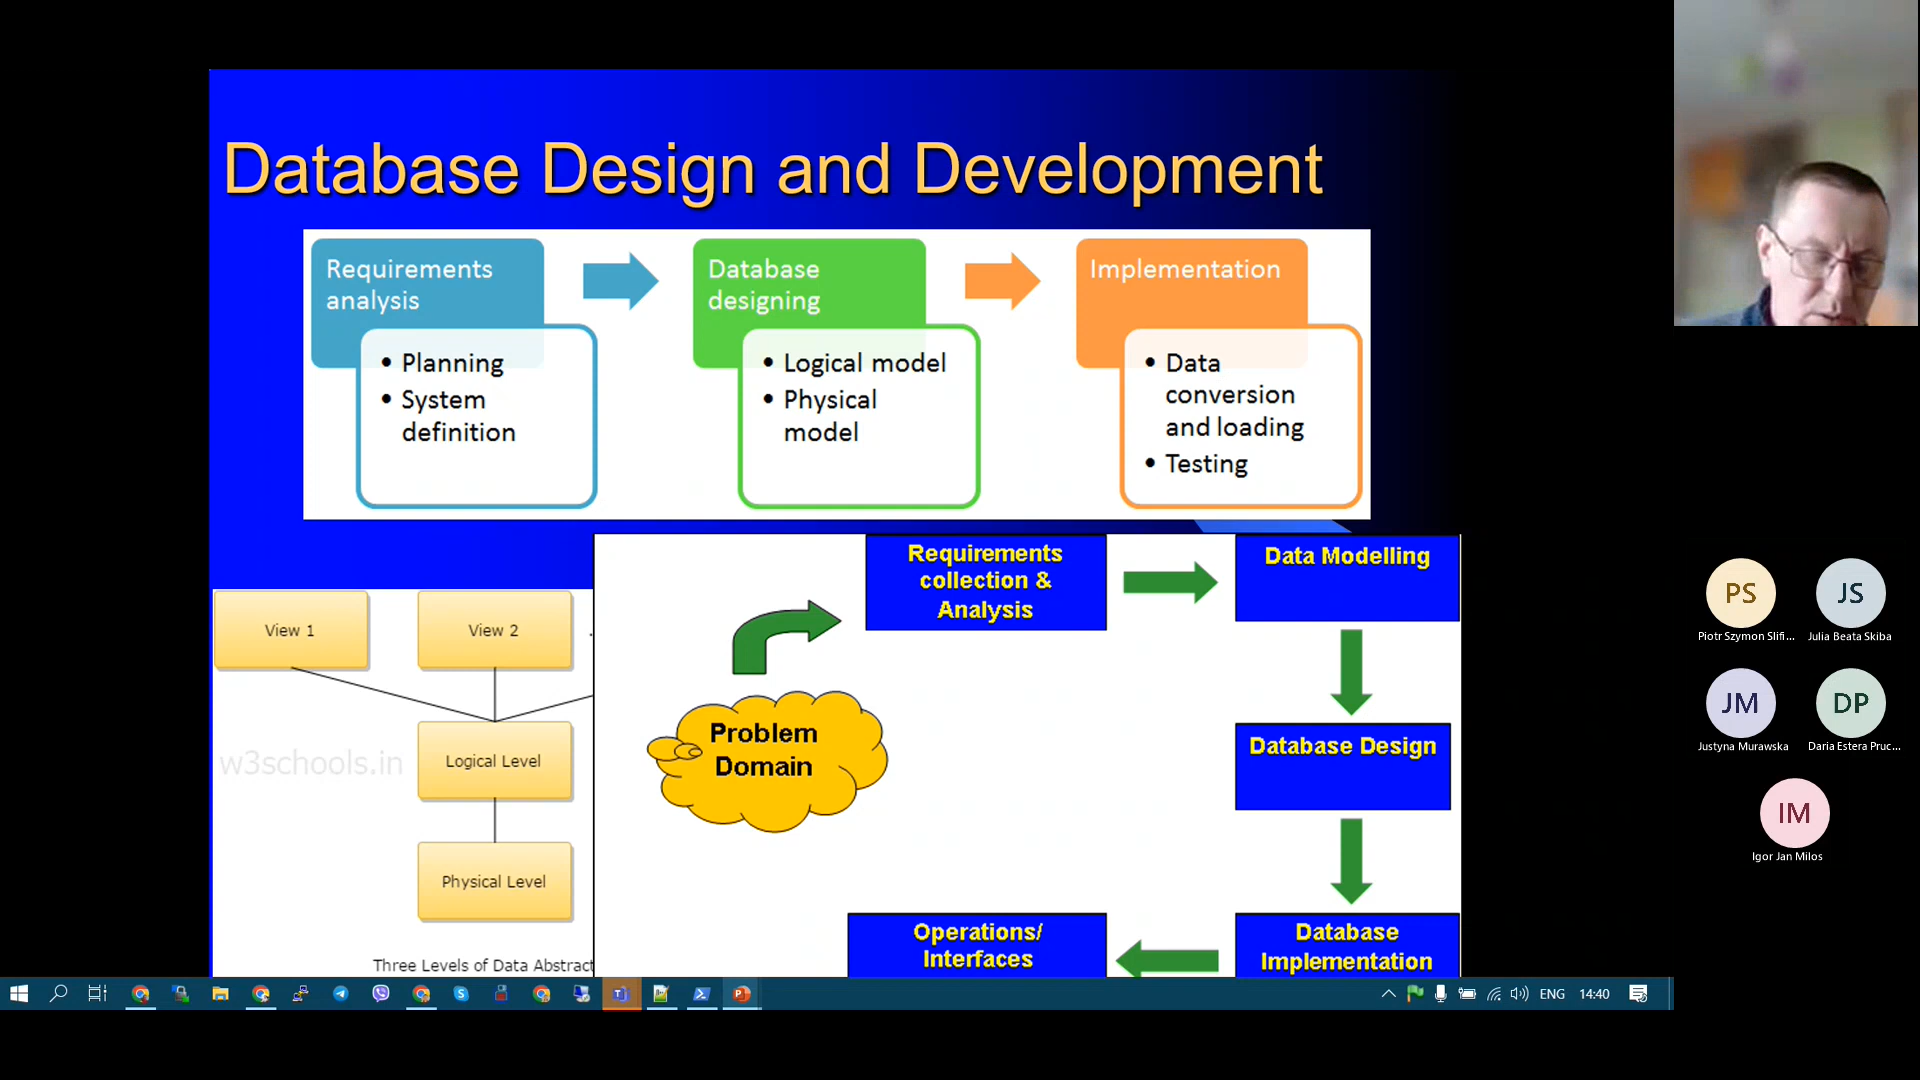 Database Design and Development
Requirements
analysis
• Planning
• System
definition
Database
designing
• Logical model
• Physical
model
Implementation
• Data
conversion
and loading
• Testing
View 1
View 2
Logical Level
w3schools.in
Physical Level
Three Levels of Data Abstract
Requirements
collection &
Analysis
Data Modelling
Problem
Domain
Database Design
Operations/
Interfaces
Database
Implementation
PS
Piotr Szymon Slifi...
JS
Julia Beata Skiba
JM
Justyna Murawska
DP
Daria Estera Pruc...
IM
Igor Jan Milos
ENG
14:40